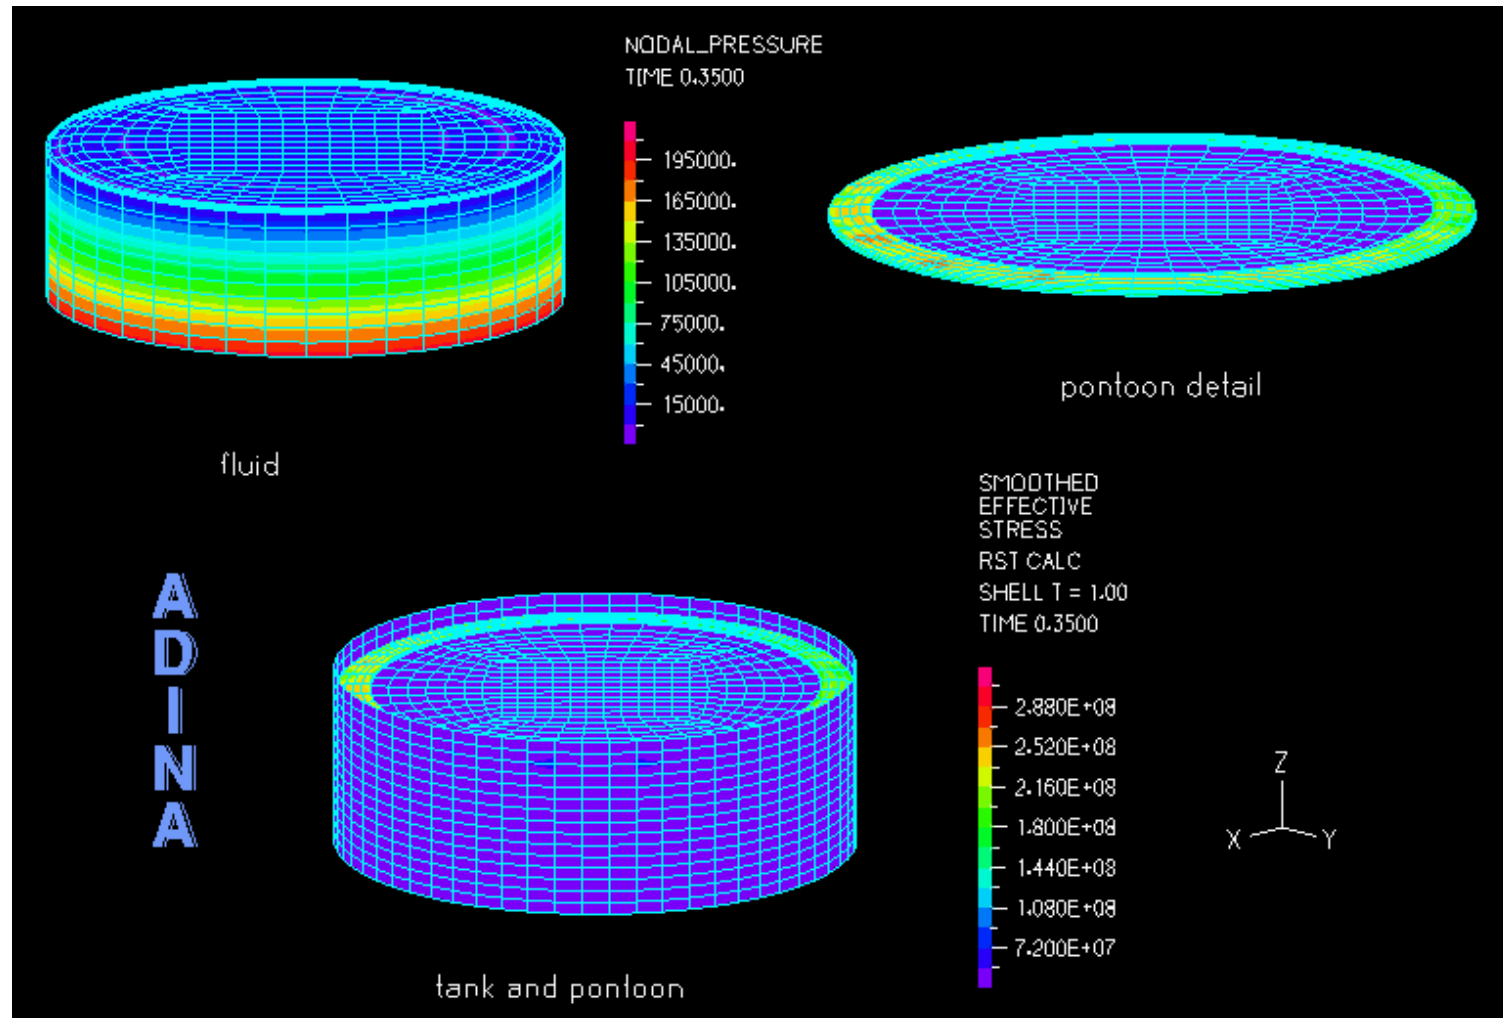 NODAL_PRESSURE
TIME 0.3500
195000.
165000.
135000.
105000.
75000.
45000.
15000.
fluid
pontoon detail
SMOOTHED
EFFECTIVE
STRESS
RST CALC
SHELL T = 1.00
TIME 0.3500
2.880E+08
2.520E+08
2.160E+08
1.800E+08
1.440E+08
1.080E+08
7.200E+07
ADINA
Z
X
Y
tank and pontoon